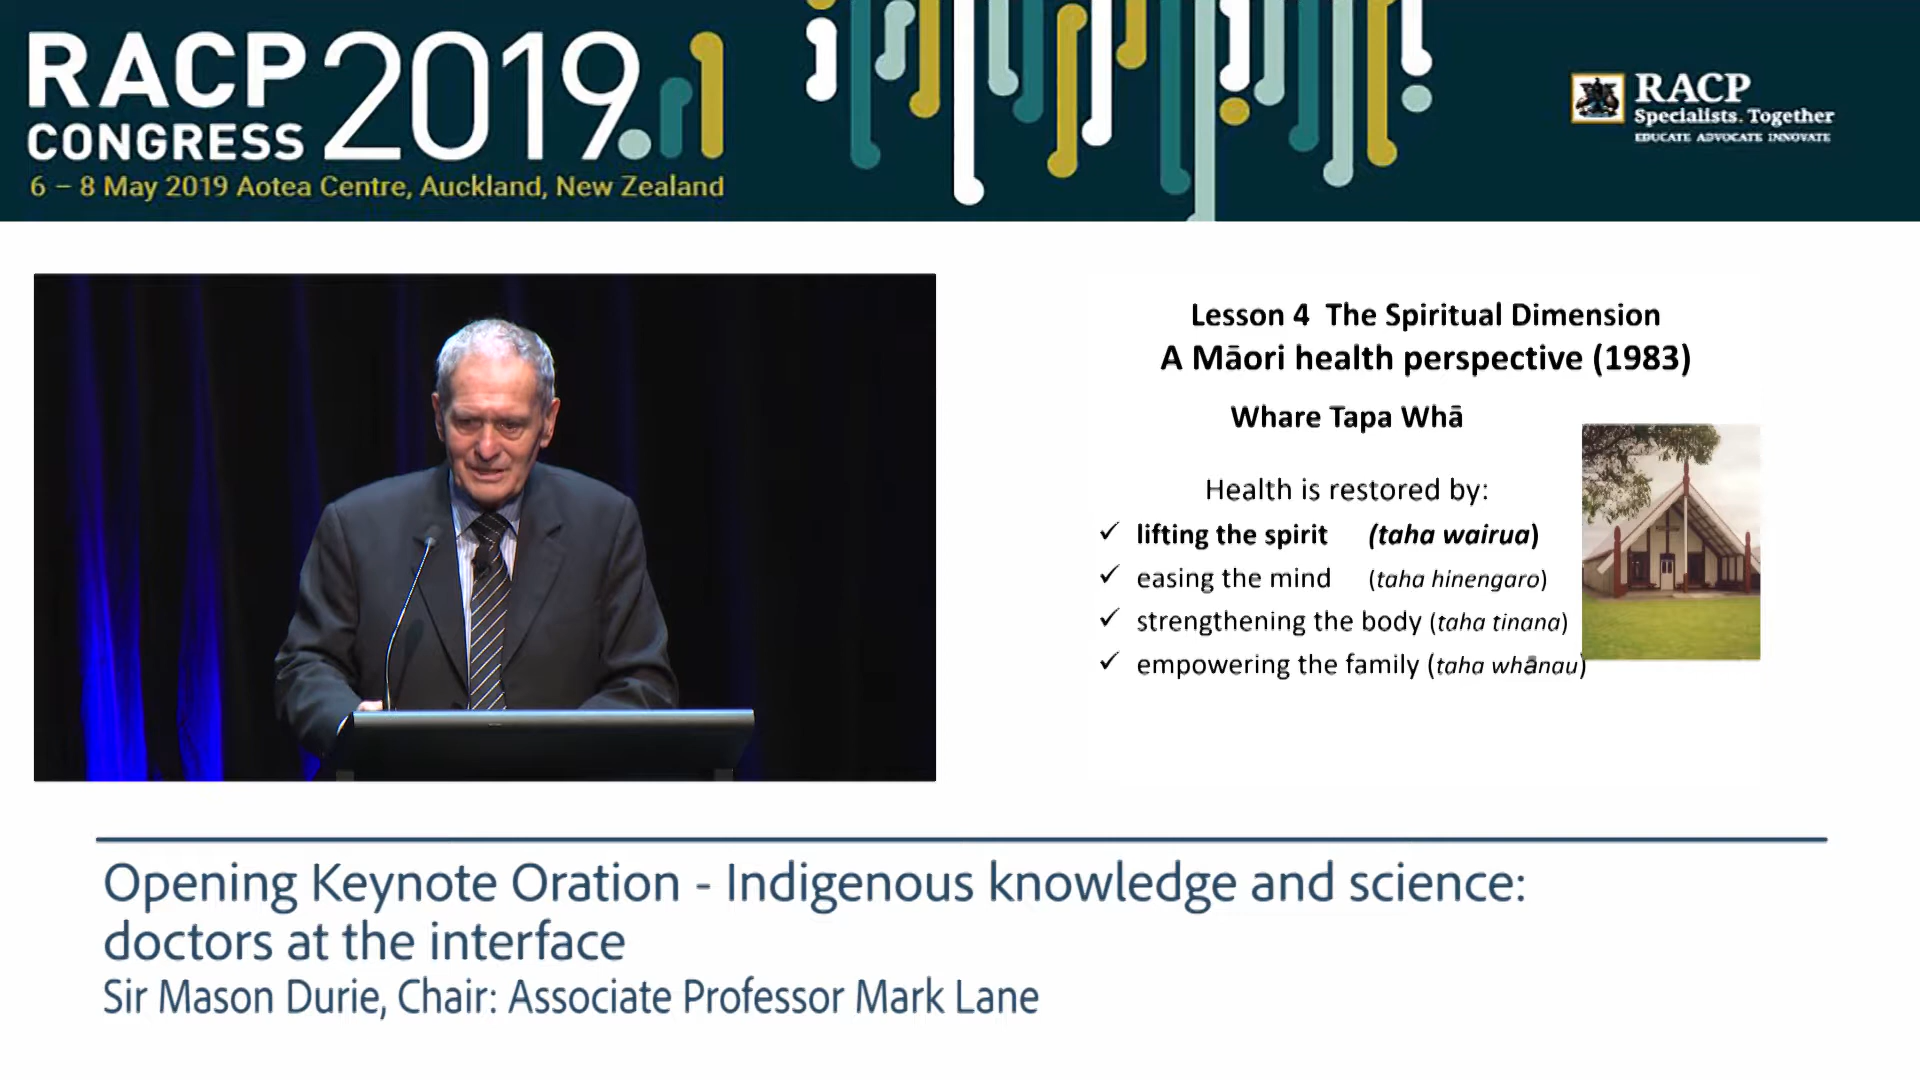 RACP
CONGRESS
2019
6 – 8 May 2019 Aotea Centre, Auckland, New Zealand
RACP
Specialists. Together
EDUCATE ADVOCATE INNOVATE
Lesson 4 The Spiritual Dimension
A Māori health perspective (1983)
Whare Tapa Whā
Health is restored by:
✓ lifting the spirit (taha wairua)
✓ easing the mind (taha hinengaro)
✓ strengthening the body (taha tinana)
✓ empowering the family (taha whānau)
Opening Keynote Oration - Indigenous knowledge and science:
doctors at the interface
Sir Mason Durie, Chair: Associate Professor Mark Lane